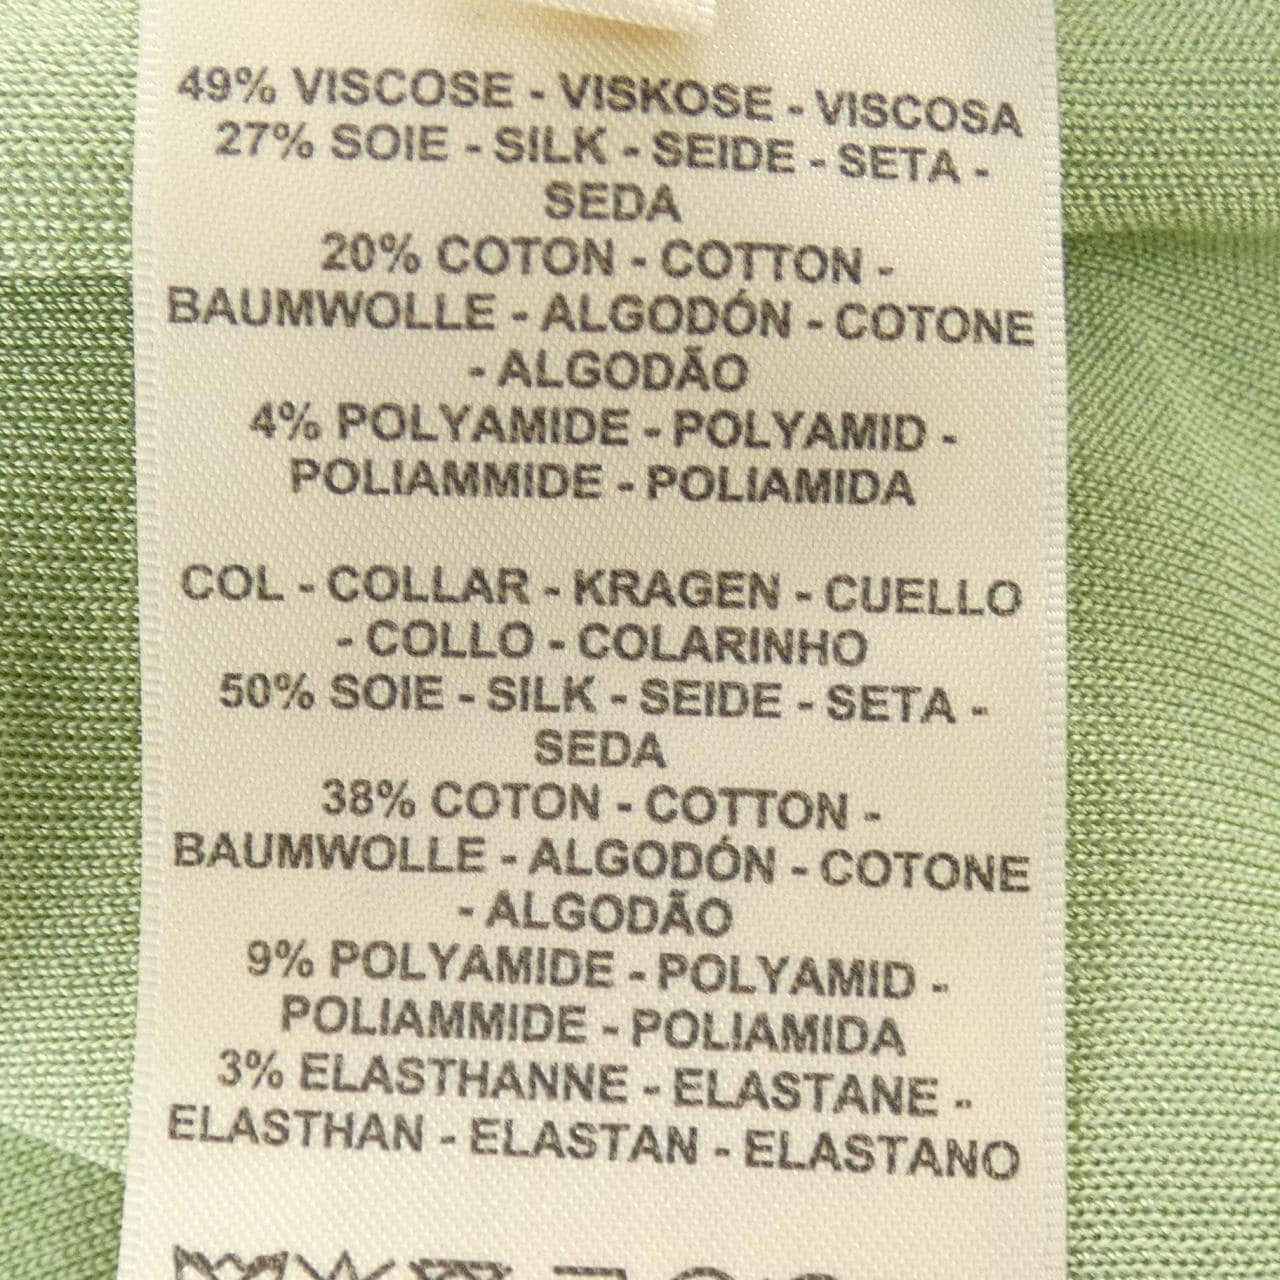 49% VISCOSE - VISKOSE - VISCOSA
27% SOIE - SILK - SEIDE - SETA -
SEDA
20% COTON - COTTON -
BAUMWOLLE - ALGODÓN - COTONE
- ALGODÃO
4% POLYAMIDE - POLYAMID -
POLIAMMIDE - POLIAMIDA
COL - COLLAR - KRAGEN - CUELLO
- COLLO - COLARINHO
50% SOIE - SILK - SEIDE - SETA -
SEDA
38% COTON - COTTON -
BAUMWOLLE - ALGODÓN - COTONE
- ALGODÃO
9% POLYAMIDE - POLYAMID -
POLIAMMIDE - POLIAMIDA
3% ELASTHANNE - ELASTANE -
ELASTHAN - ELASTAN - ELASTANO